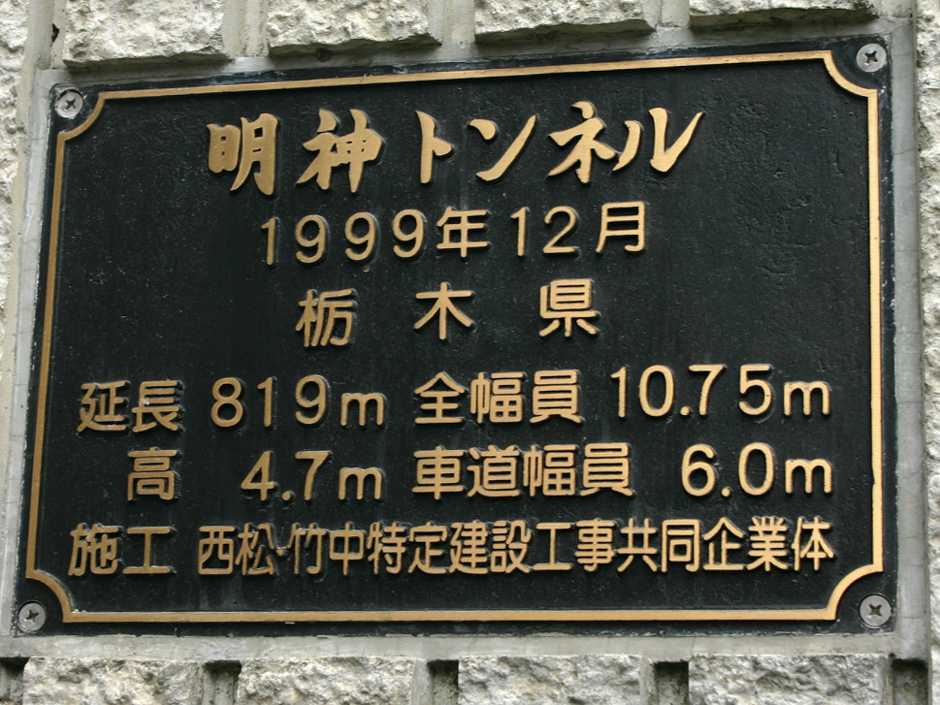 明神トンネル
1999年12月
栃木県
延長 819m 全幅員 10.75m
高 4.7m 車道幅員 6.0m
施工 西松・竹中特定建設工事共同企業体